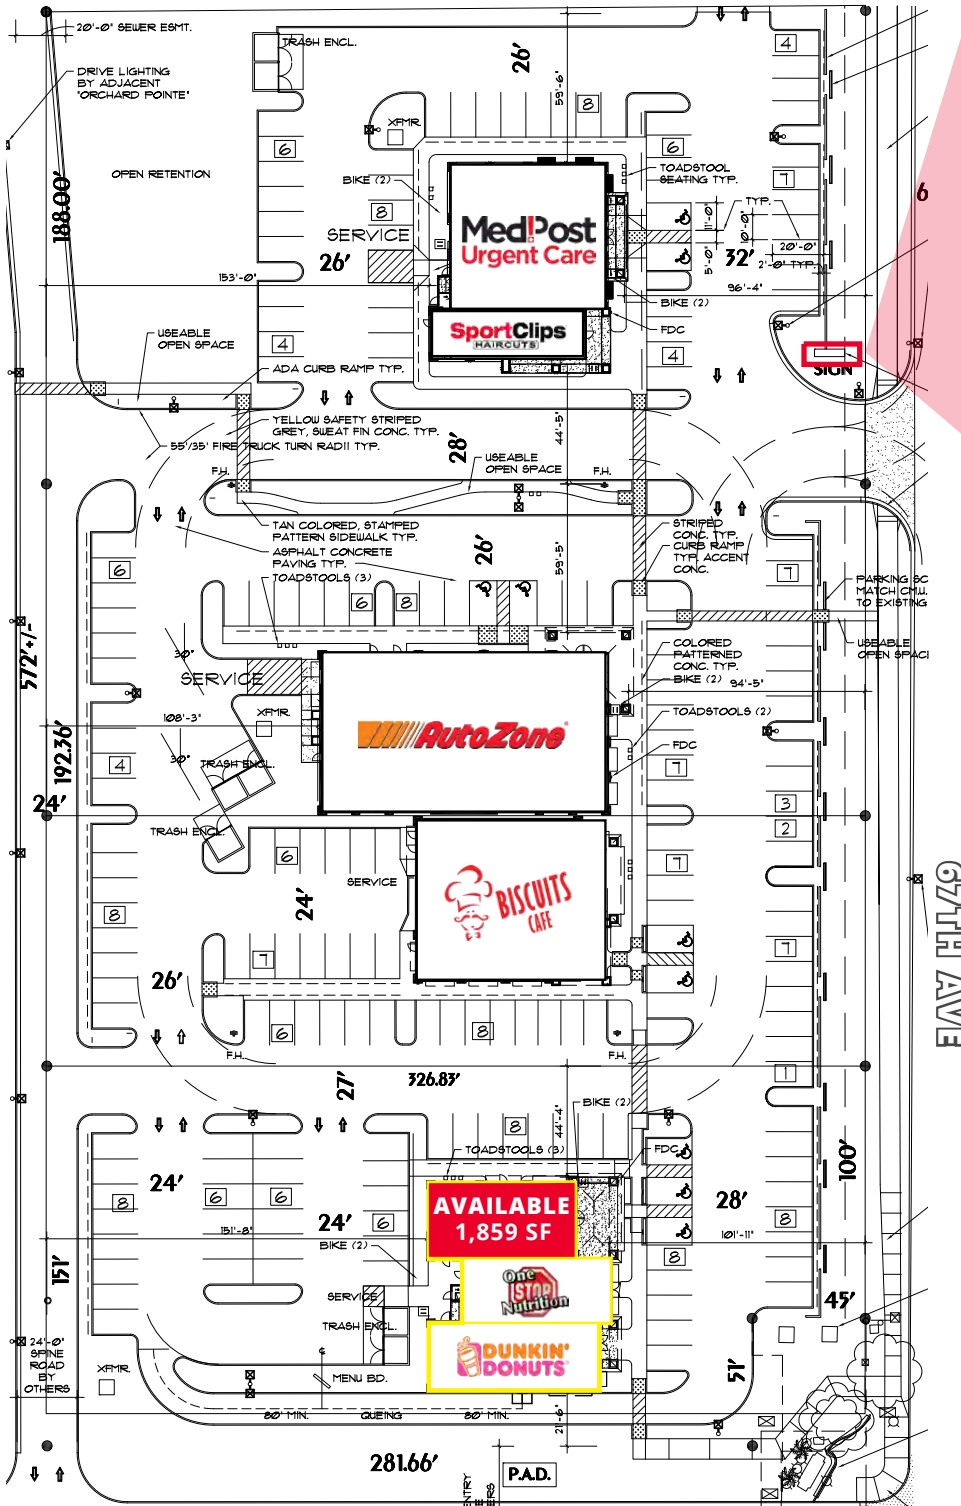 20'-0" SEWER ESMT.
TRASH ENCL.
26'
59'-6"
4
DRIVE LIGHTING
BY ADJACENT
"ORCHARD POINTE"
8
XFMR.
6
6
OPEN RETENTION
TOADSTOOL
SEATING TYP.
BIKE (2)
7
188.00'
8
11'-0"
TYP.
6
SERVICE
MedPost
Urgent Care
20'-0"
26'
32'
5'-0"
2'-0" TYP.
153'-0"
96'-4"
BIKE (2)
FDC
USEABLE
OPEN SPACE
SportClips
HAIRCUTS
4
4
SIGN
ADA CURB RAMP TYP.
YELLOW SAFETY STRIPED
GREY, SWEAT FIN CONC. TYP.
44'-5"
55'/35' FIRE TRUCK TURN RADII TYP.
28'
USEABLE
OPEN SPACE
F.H.
F.H.
TAN COLORED, STAMPED
PATTERN SIDEWALK TYP.
STRIPED
CONC. TYP.
ASPHALT CONCRETE
PAVING TYP.
26'
59'-5"
CURB RAMP
TYP. ACCENT
CONC.
TOADSTOOLS (3)
6
7
6
8
PARKING SC
MATCH CM.U.
TO EXISTING
572'+/-
COLORED
PATTERNED
CONC. TYP.
USEABLE
OPEN SPACI
30°
SERVICE
BIKE (2)
94'-5"
108'-3"
XFMR.
TOADSTOOLS (2)
AutoZone
FDC
192.36'
30°
TRASH ENCL.
4
7
24'
3
TRASH ENCL.
2
6
7
SERVICE
BISCUITS
CAFE
24'
8
67TH AVE
7
7
26'
6
8
F.H.
F.H.
1
27'
326.83'
BIKE (2)
8
44'-4"
TOADSTOOLS (3)
FDC
100'
24'
8
6
6
AVAILABLE
1,859 SF
28'
24'
6
8
151'-8"
101'-11"
BIKE (2)
8
151'
One
STOP
Nutrition
SERVICE
45'
TRASH ENCL.
24'-0"
SPINE
ROAD
BY
OTHERS
DUNKIN'
DONUTS
XFMR.
MENU BD.
51'
80' MIN.
QUEING
80' MIN.
21'-6"
281.66'
P.A.D.